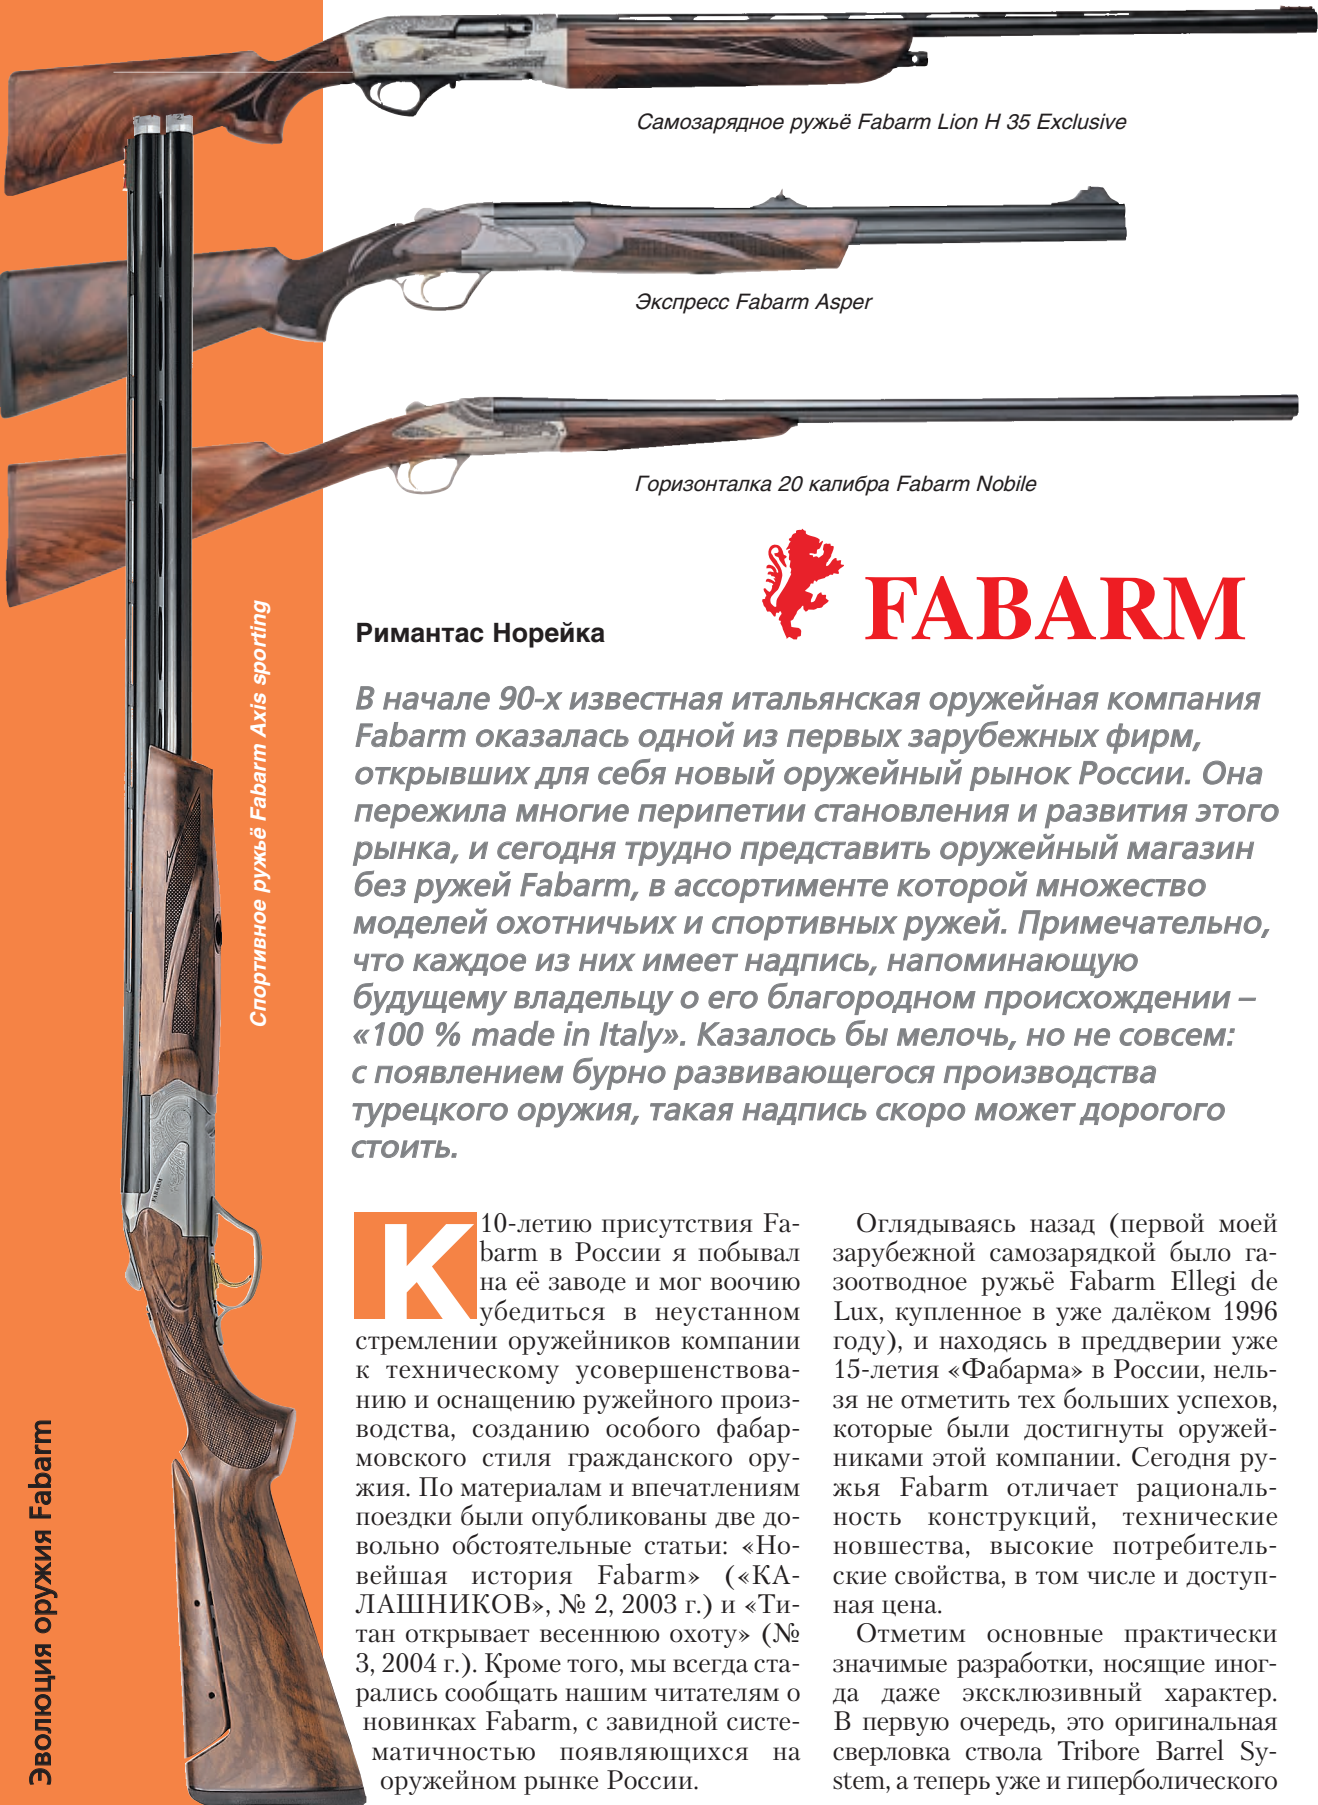 Самозарядное ружьё Fabarm Lion H 35 Exclusive
Экспресс Fabarm Asper
Горизонталка 20 калибра Fabarm Nobile
Спортивное ружьё Fabarm Axis sporting
FABARM
Римантас Норейка
В начале 90-х известная итальянская оружейная компания
Fabarm оказалась одной из первых зарубежных фирм,
открывших для себя новый оружейный рынок России. Она
пережила многие перипетии становления и развития этого
рынка, и сегодня трудно представить оружейный магазин
без ружей Fabarm, в ассортименте которой множество
моделей охотничьих и спортивных ружей. Примечательно,
что каждое из них имеет надпись, напоминающую
будущему владельцу о его благородном происхождении –
«100 % made in Italy». Казалось бы мелочь, но не совсем:
с появлением бурно развивающегося производства
турецкого оружия, такая надпись скоро может дорогого
стоить.
К 10-летию присутствия Fa-
barm в России я побывал
на её заводе и мог воочию
убедиться в неустанном
стремлении оружейников компании
к техническому усовершенствова-
нию и оснащению ружейного произ-
водства, созданию особого фабар-
мовского стиля гражданского ору-
жия. По материалам и впечатлениям
поездки были опубликованы две до-
вольно обстоятельные статьи: «Но-
вейшая история Fabarm» («КА-
ЛАШНИКОВ», № 2, 2003 г.) и «Ти-
тан открывает весеннюю охоту» (№
3, 2004 г.). Кроме того, мы всегда ста-
рались сообщать нашим читателям о
новинках Fabarm, с завидной систе-
матичностью появляющихся на
оружейном рынке России.
Оглядываясь назад (первой моей
зарубежной самозарядкой было га-
зоотводное ружьё Fabarm Ellegi de
Lux, купленное в уже далёком 1996
году), и находясь в преддверии уже
15-летия «Фабарма» в России, нель-
зя не отметить тех больших успехов,
которые были достигнуты оружей-
никами этой компании. Сегодня ру-
жья Fabarm отличает рациональ-
ность конструкций, технические
новшества, высокие потребитель-
ские свойства, в том числе и доступ-
ная цена.
Отметим основные практически
значимые разработки, носящие иног-
да даже эксклюзивный характер.
В первую очередь, это оригинальная
сверловка ствола Tribore Barrel Sy-
stem, а теперь уже и гиперболического
Эволюция оружия Fabarm
FABARM